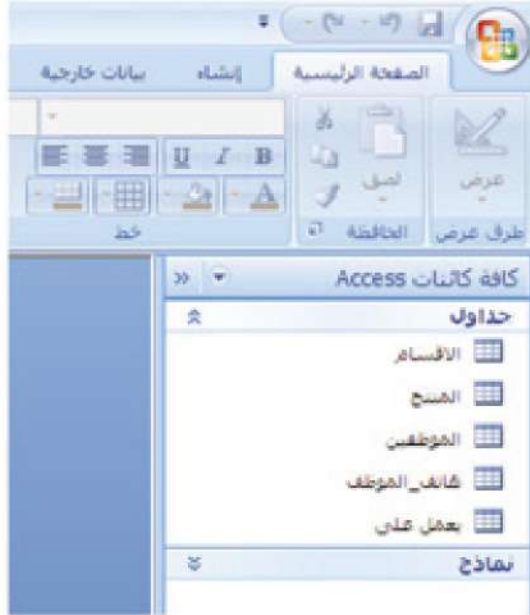 الصفحة الرئيسية إنشاء بيانات خارجية
عرض لصق
B I U
A
طرق عرض الحافظة خط
كافة كائنات Access
جداول
الاقسام
المنتج
الموظفين
هاتف_الموظف
يعمل على
نماذج